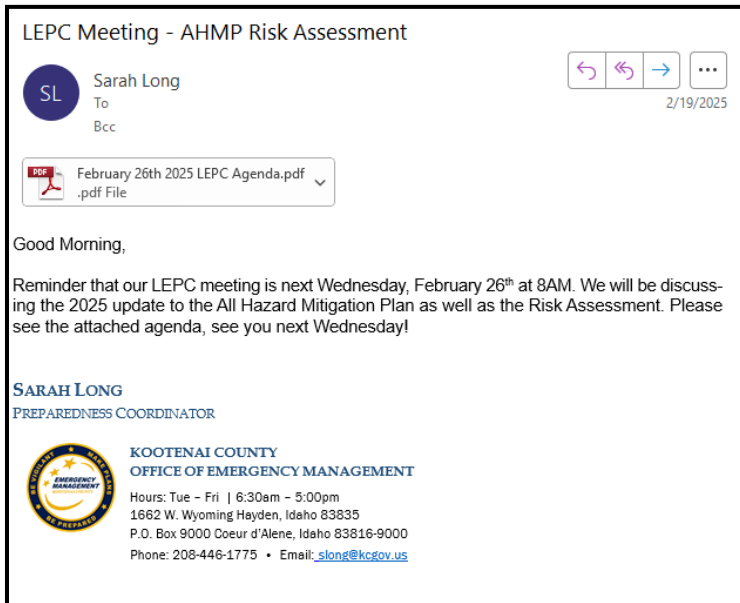 LEPC Meeting - AHMP Risk Assessment
SL
Sarah Long
To
Bcc
2/19/2025
PDF
February 26th 2025 LEPC Agenda.pdf
.pdf File
Good Morning,
Reminder that our LEPC meeting is next Wednesday, February 26th at 8AM. We will be discuss-
ing the 2025 update to the All Hazard Mitigation Plan as well as the Risk Assessment. Please
see the attached agenda, see you next Wednesday!
SARAH LONG
PREPAREDNESS COORDINATOR
BE VIGILANT
MAKE PLANS
BE PREPARED
EMERGENCY
MANAGEMENT
KOOTENAI COUNTY
KOOTENAI COUNTY
OFFICE OF EMERGENCY MANAGEMENT
Hours: Tue – Fri | 6:30am – 5:00pm
1662 W. Wyoming Hayden, Idaho 83835
P.O. Box 9000 Coeur d'Alene, Idaho 83816-9000
Phone: 208-446-1775 • Email: slong@kcgov.us